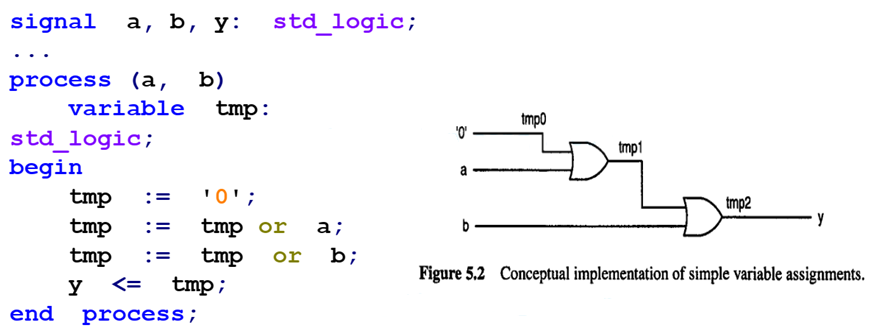 signal a, b, y: std_logic;
...
process (a, b)
variable tmp:
std_logic;
begin
tmp := '0';
tmp := tmp or a;
tmp := tmp or b;
y <= tmp;
end process;
'0'
tmp0
a
tmp1
b
tmp2
y
Figure 5.2 Conceptual implementation of simple variable assignments.